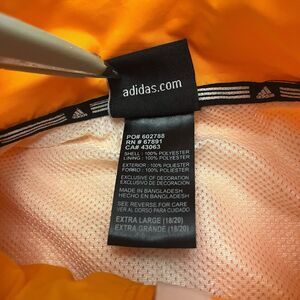 adidas.com
PO# 602788
RN # 67891
CA# 43063
SHELL : 100% POLYESTER
LINING : 100% POLYESTER
EXTERIOR : 100% POLIESTER
FORRO : 100% POLIESTER
EXCLUSIVE OF DECORATION
EXCLUSIVO DE DECORACION
MADE IN BANGLADESH
HECHO EN BANGLADESH
SEE REVERSE FOR CARE
VER AL DORSO PARA CUIDADO
EXTRA LARGE (18/20)
EXTRA GRANDE (18/20)